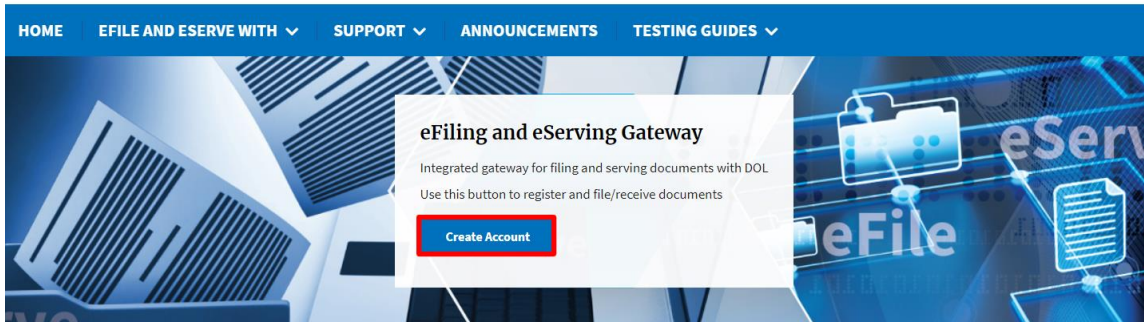 HOME EFILE AND ESERVE WITH SUPPORT ANNOUNCEMENTS TESTING GUIDES
eFiling and eServing Gateway
Integrated gateway for filing and serving documents with DOL
Use this button to register and file/receive documents
Create Account
eServ
eFile